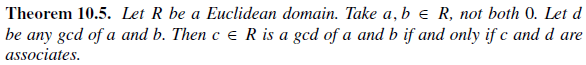 Theorem 10.5. Let R be a Euclidean domain. Take a, b ∈ R, not both 0. Let d
be any gcd of a and b. Then c ∈ R is a gcd of a and b if and only if c and d are
associates.